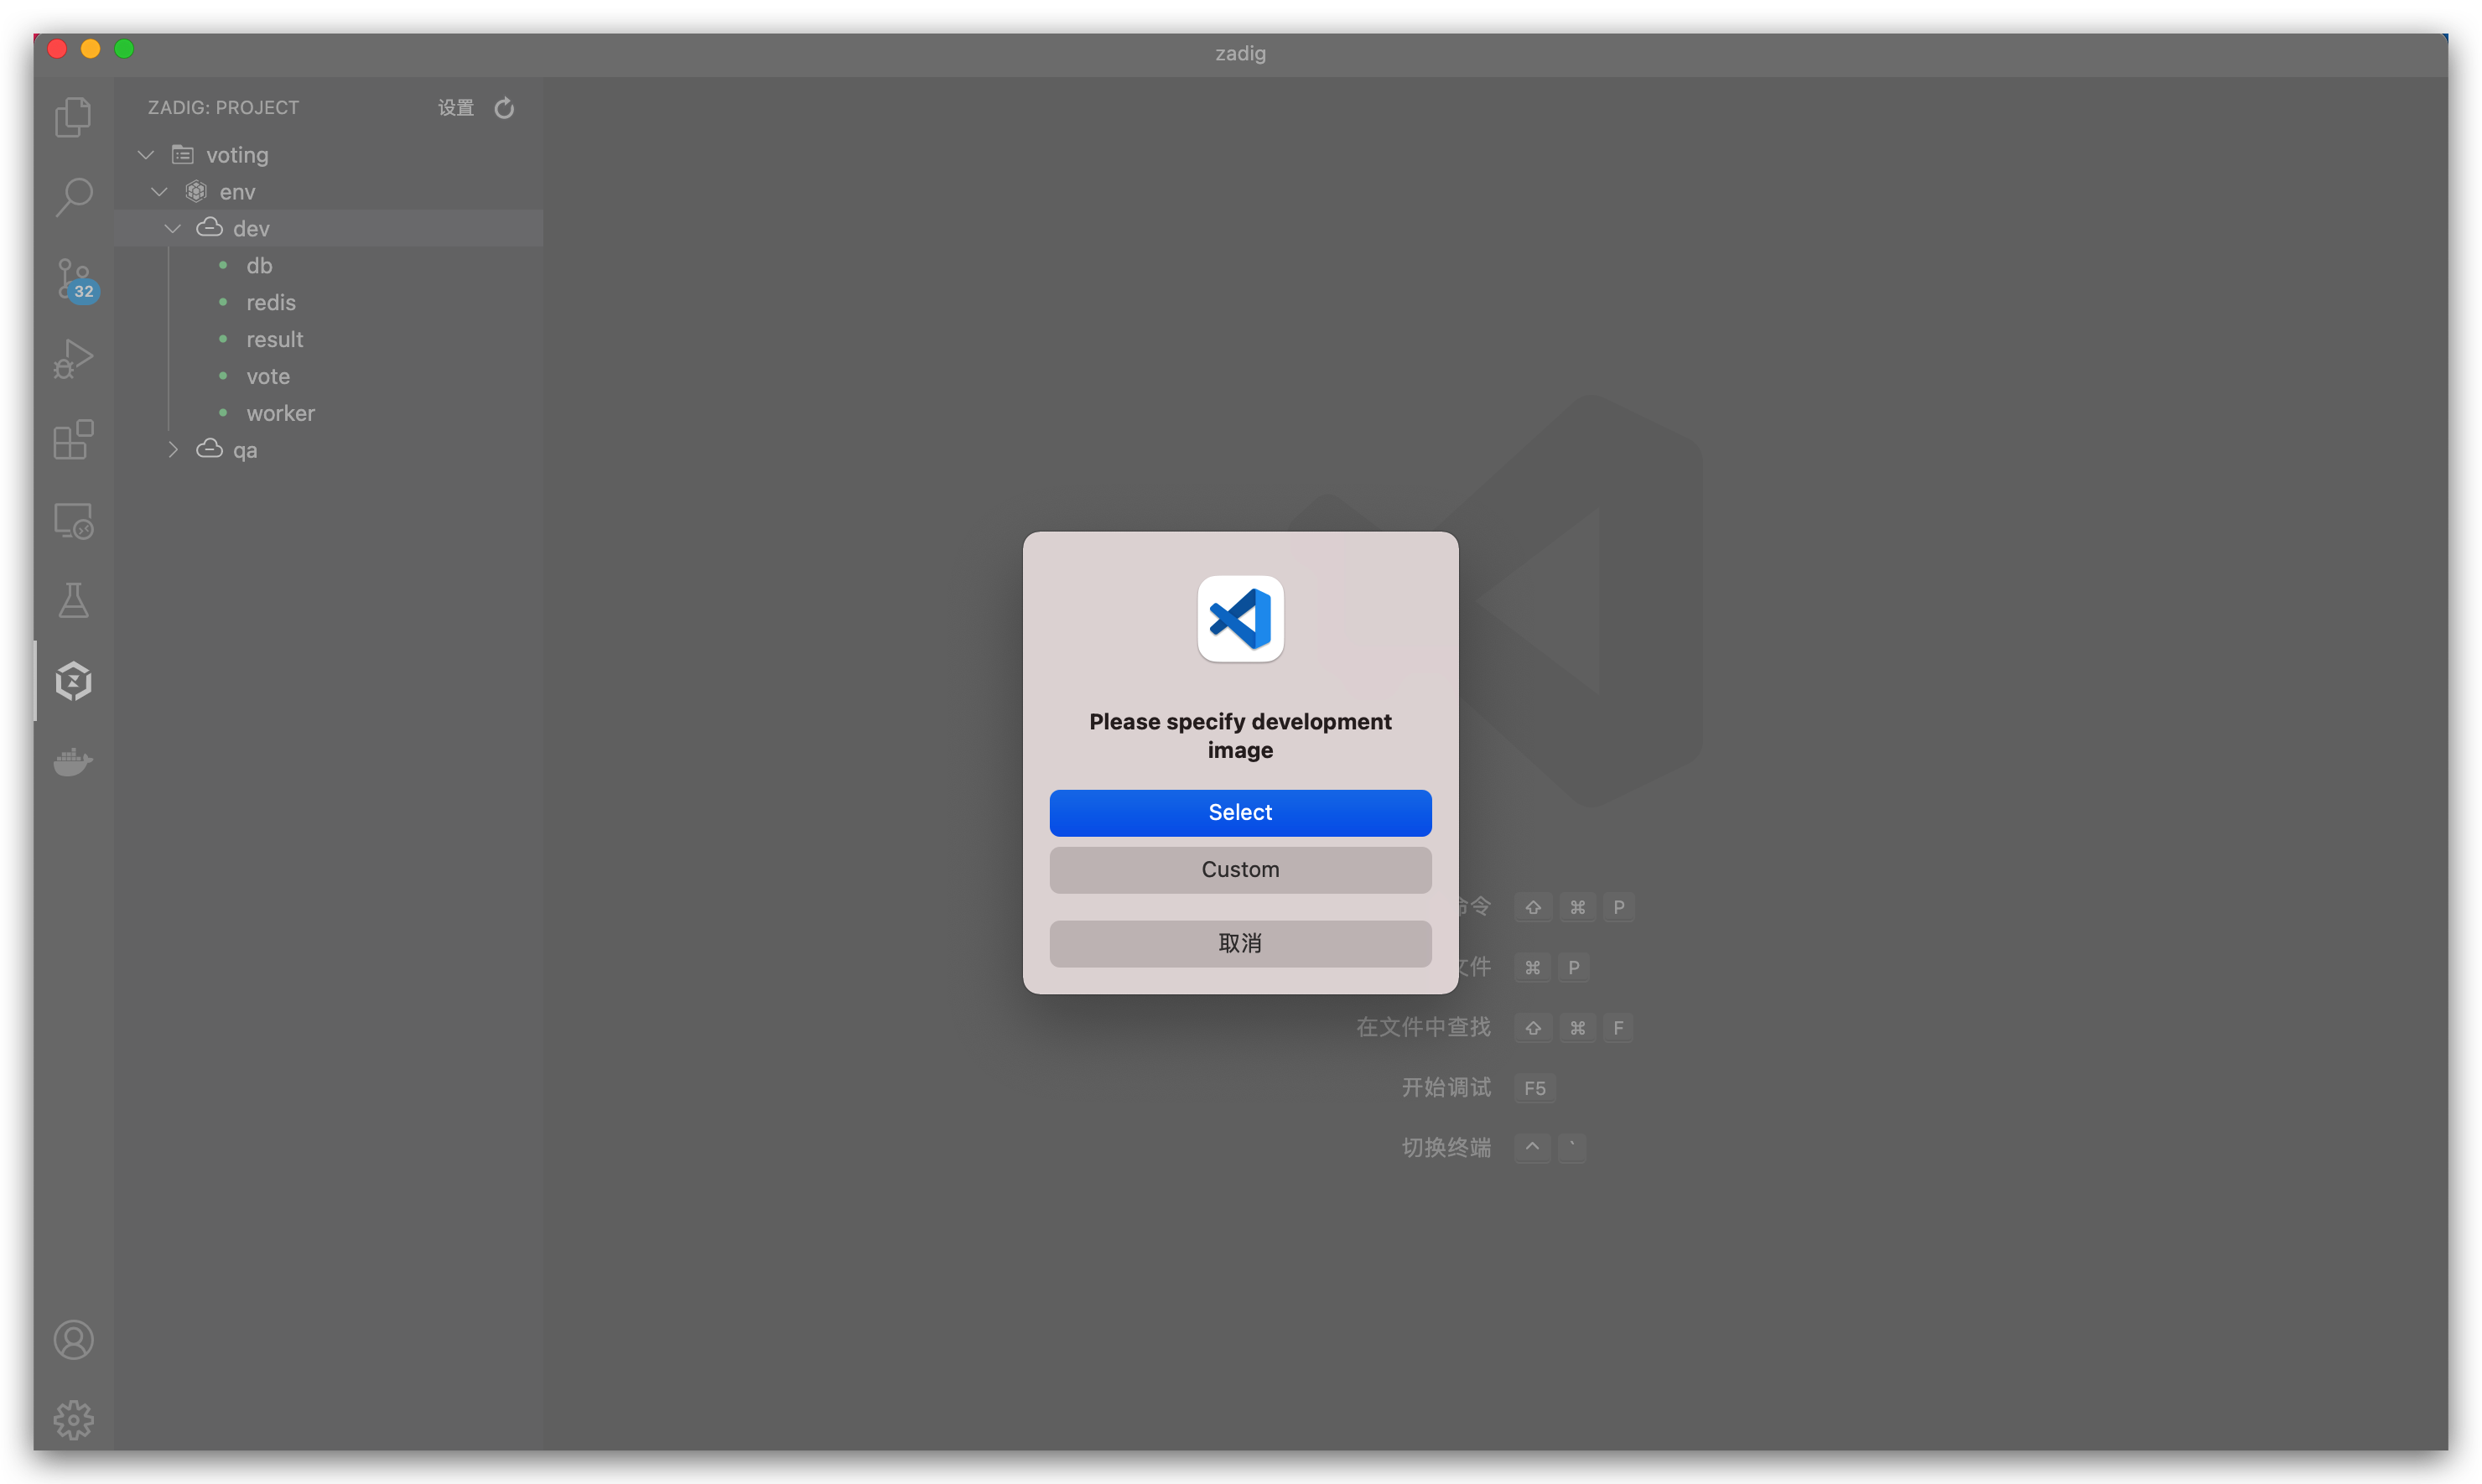 zadig
ZADIG: PROJECT 设置
voting
env
dev
db
redis
result
vote
worker
qa
32
Please specify development
image
Select
Custom
取消
命令 ⇧ ⌘ P
文件 ⌘ P
在文件中查找 ⇧ ⌘ F
开始调试 F5
切换终端 ^ `